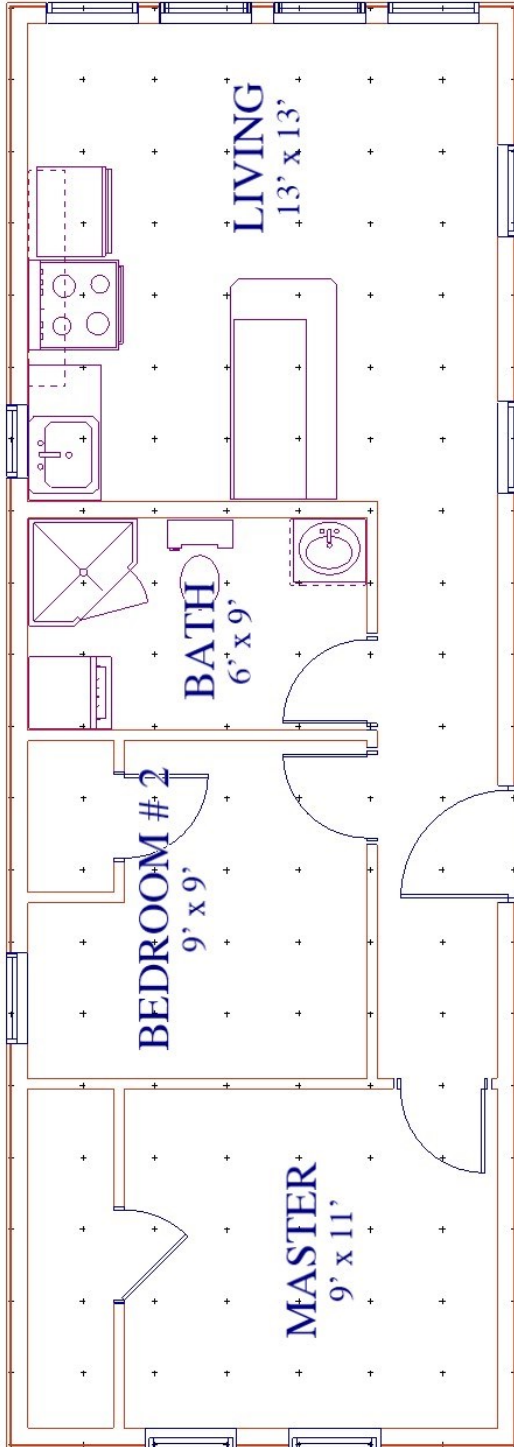 LIVING
13’ x 13’
BATH
6’ x 9’
BEDROOM # 2
9’ x 9’
MASTER
9’ x 11’